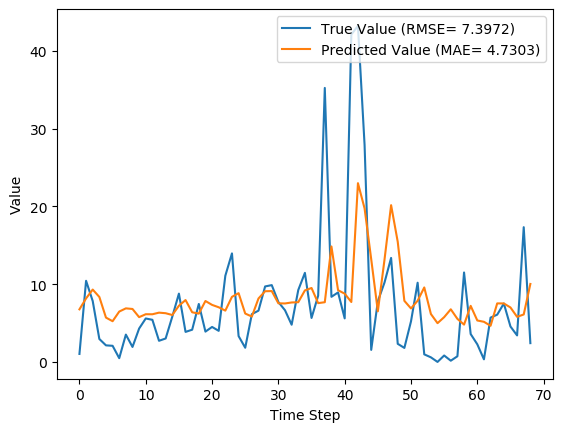 True Value (RMSE= 7.3972)
Predicted Value (MAE= 4.7303)
40
30
20
10
0
Value
0 10 20 30 40 50 60 70
Time Step